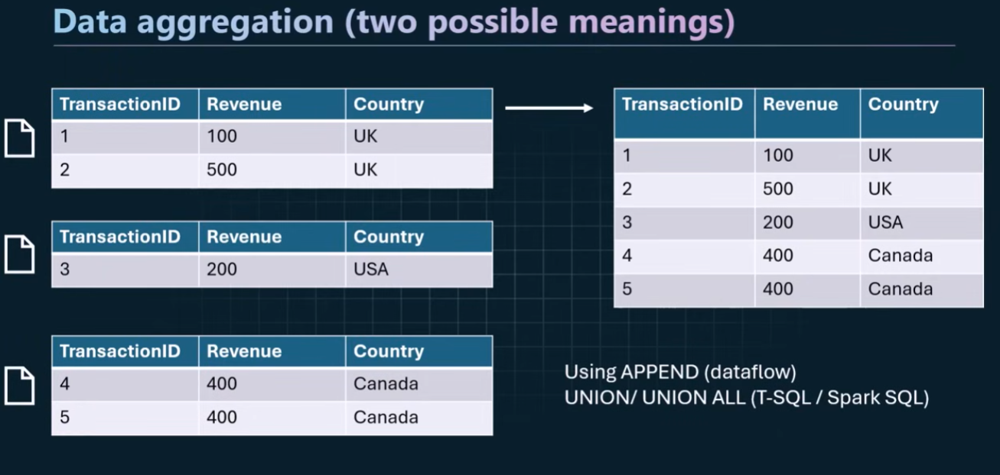 Data aggregation (two possible meanings)
TransactionID Revenue Country
1 100 UK
2 500 UK
TransactionID Revenue Country
3 200 USA
TransactionID Revenue Country
4 400 Canada
5 400 Canada
TransactionID Revenue Country
1 100 UK
2 500 UK
3 200 USA
4 400 Canada
5 400 Canada
Using APPEND (dataflow)
UNION/ UNION ALL (T-SQL / Spark SQL)